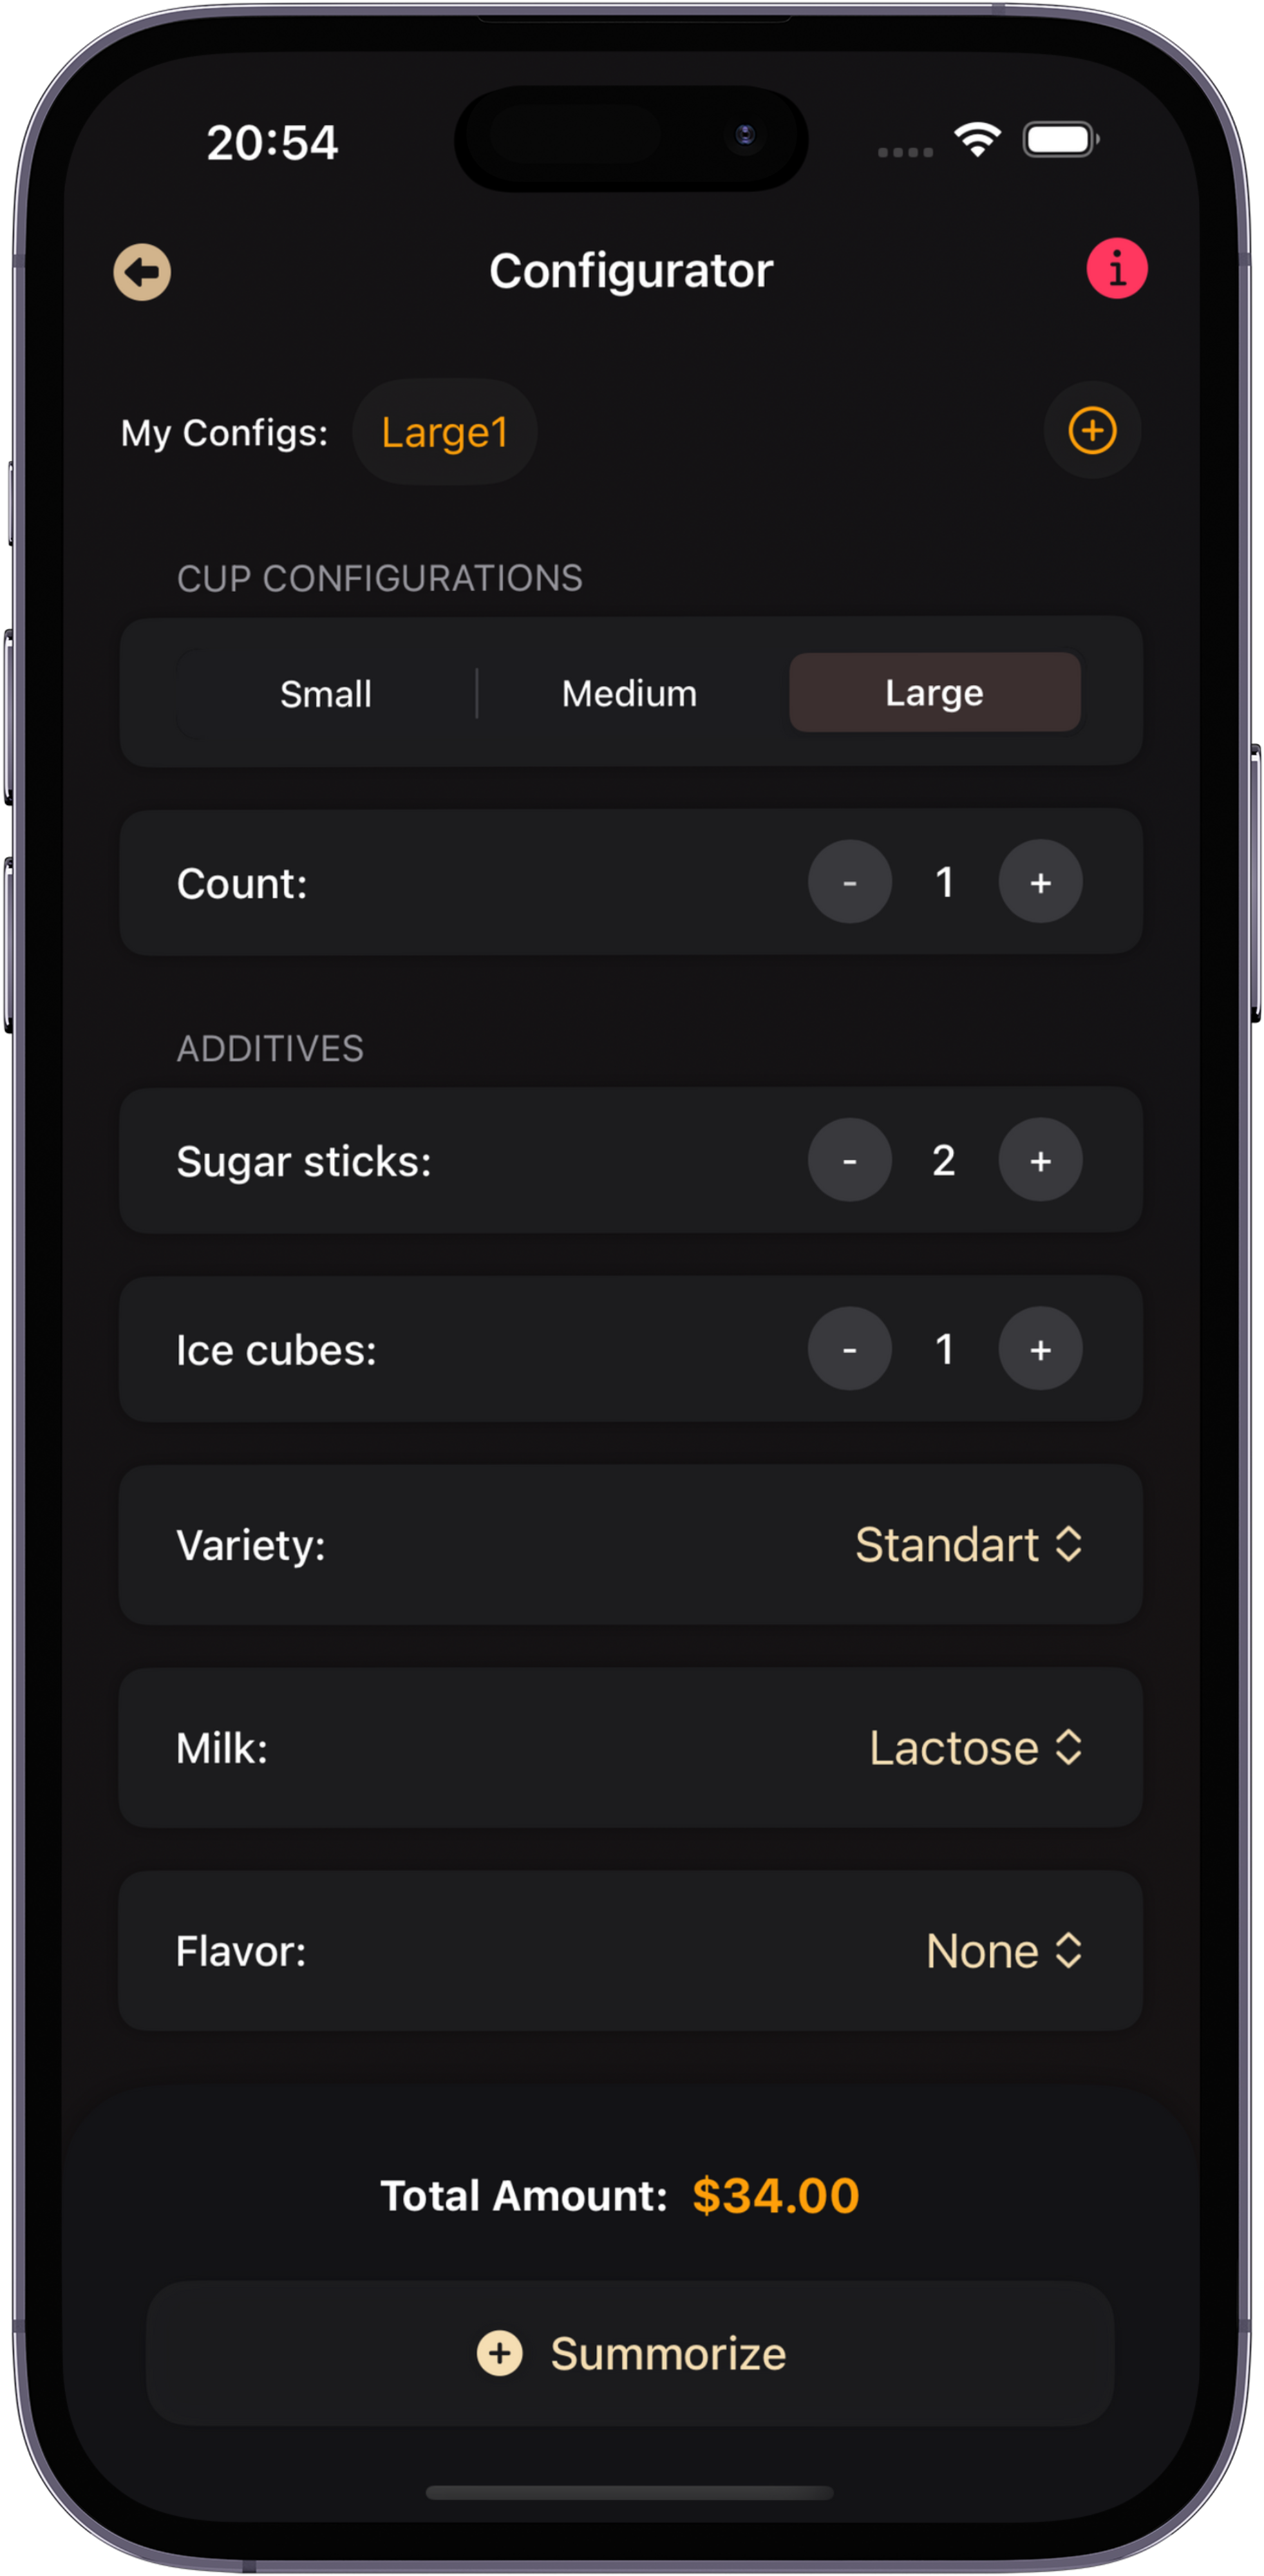 20:54
Configurator
My Configs: Large1
CUP CONFIGURATIONS
Small Medium Large
Count: - 1 +
ADDITIVES
Sugar sticks: - 2 +
Ice cubes: - 1 +
Variety: Standart
Milk: Lactose
Flavor: None
Total Amount: $34.00
Summorize